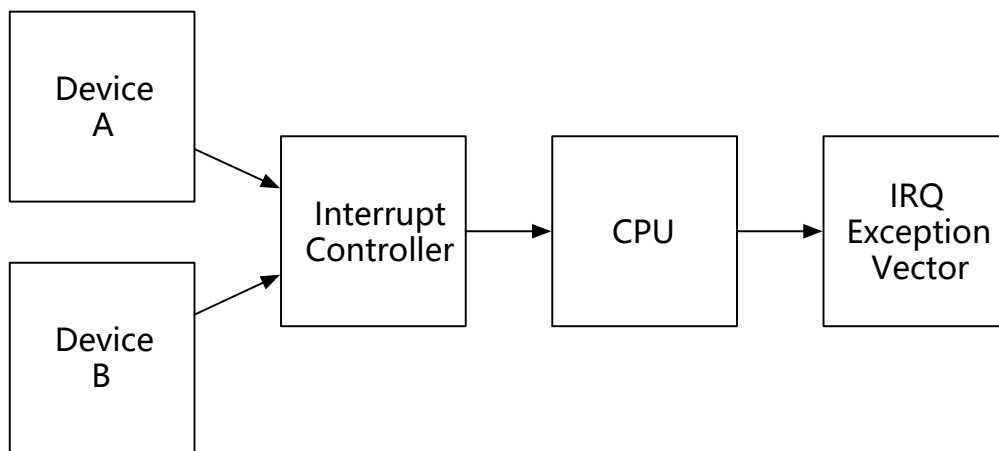 Device
A
Device
B
Interrupt
Controller
CPU
IRQ
Exception
Vector